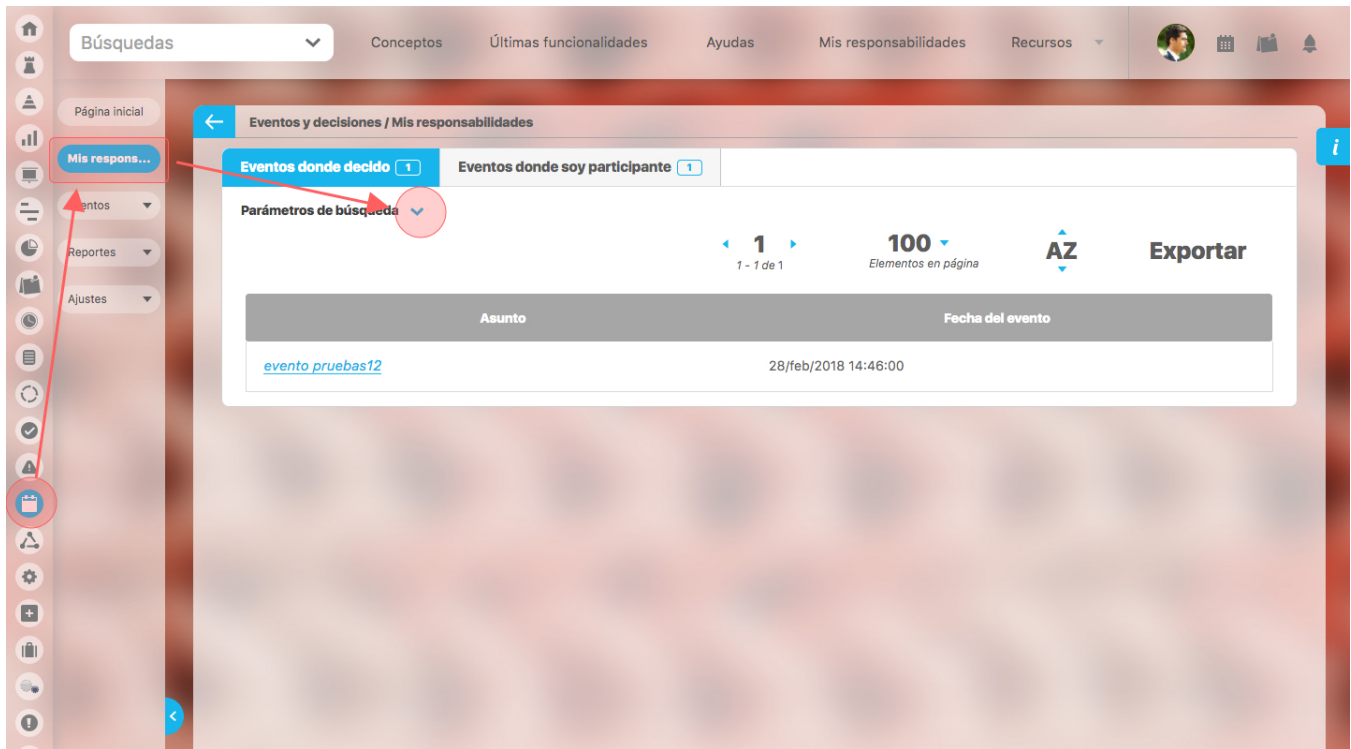 Búsquedas
Conceptos
Últimas funcionalidades
Ayudas
Mis responsabilidades
Recursos
Página inicial
Mis respons...
Reportes
Ajustes
Eventos y decisiones / Mis responsabilidades
Eventos donde decido 1
Eventos donde soy participante 1
Parámetros de búsqueda
1
1 - 1 de 1
100
Elementos en página
AZ
Exportar
Asunto
Fecha del evento
evento pruebas12
28/feb/2018 14:46:00
i